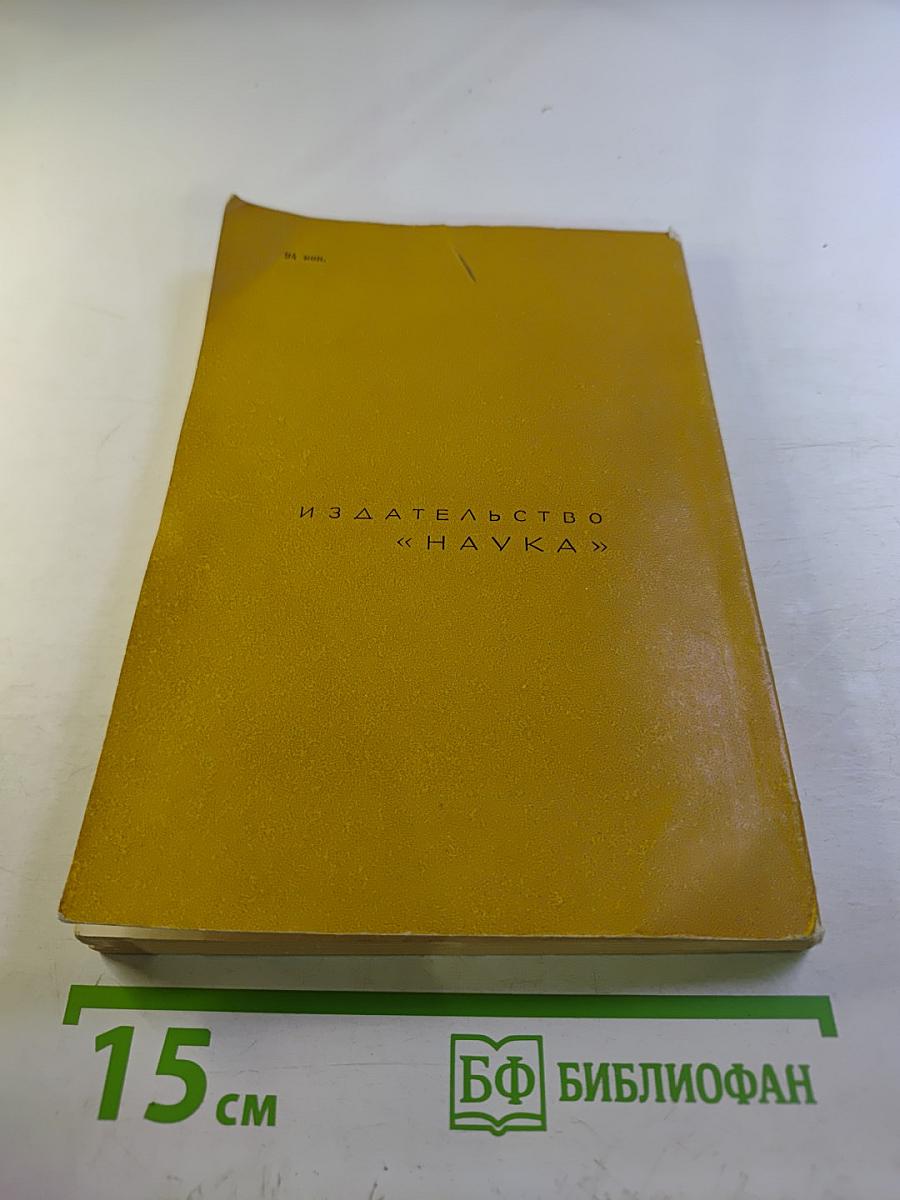 94 коп.
ИЗДАТЕЛЬСТВО
«НАУКА»
15 см
БФ БИБЛИОФАН